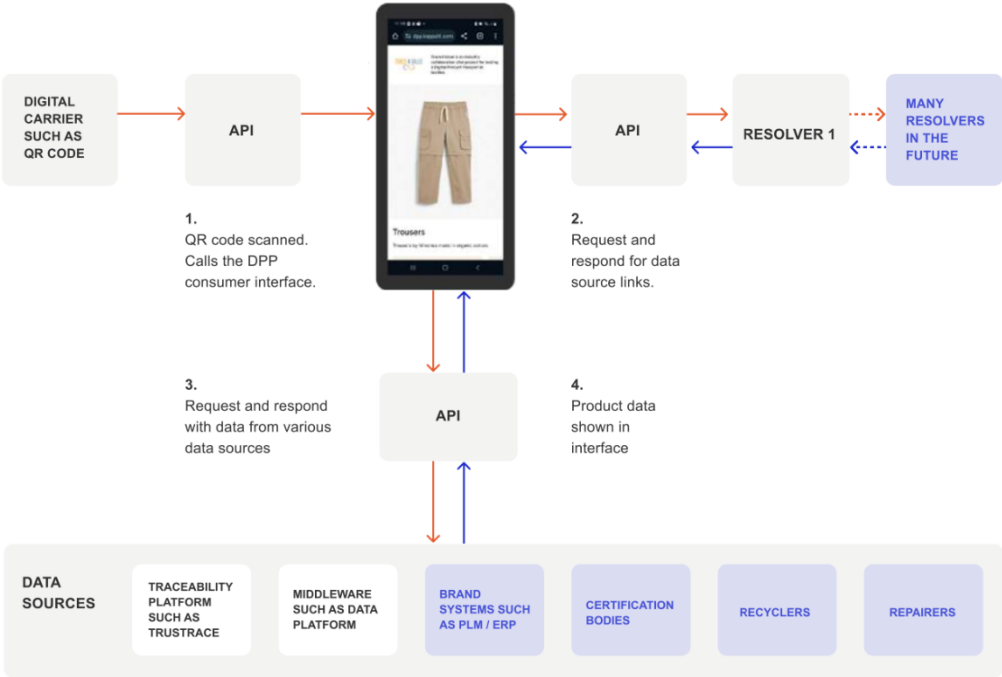 DIGITAL
CARRIER
SUCH AS
QR CODE
API
API
RESOLVER 1
MANY
RESOLVERS
IN THE
FUTURE
Trousers
1.
QR code scanned.
Calls the DPP
consumer interface.
2.
Request and
respond for data
source links.
3.
Request and respond
with data from various
data sources
API
4.
Product data
shown in
interface
DATA
SOURCES
TRACEABILITY
PLATFORM
SUCH AS
TRUSTRACE
MIDDLEWARE
SUCH AS DATA
PLATFORM
BRAND
SYSTEMS SUCH
AS PLM / ERP
CERTIFICATION
BODIES
RECYCLERS
REPAIRERS